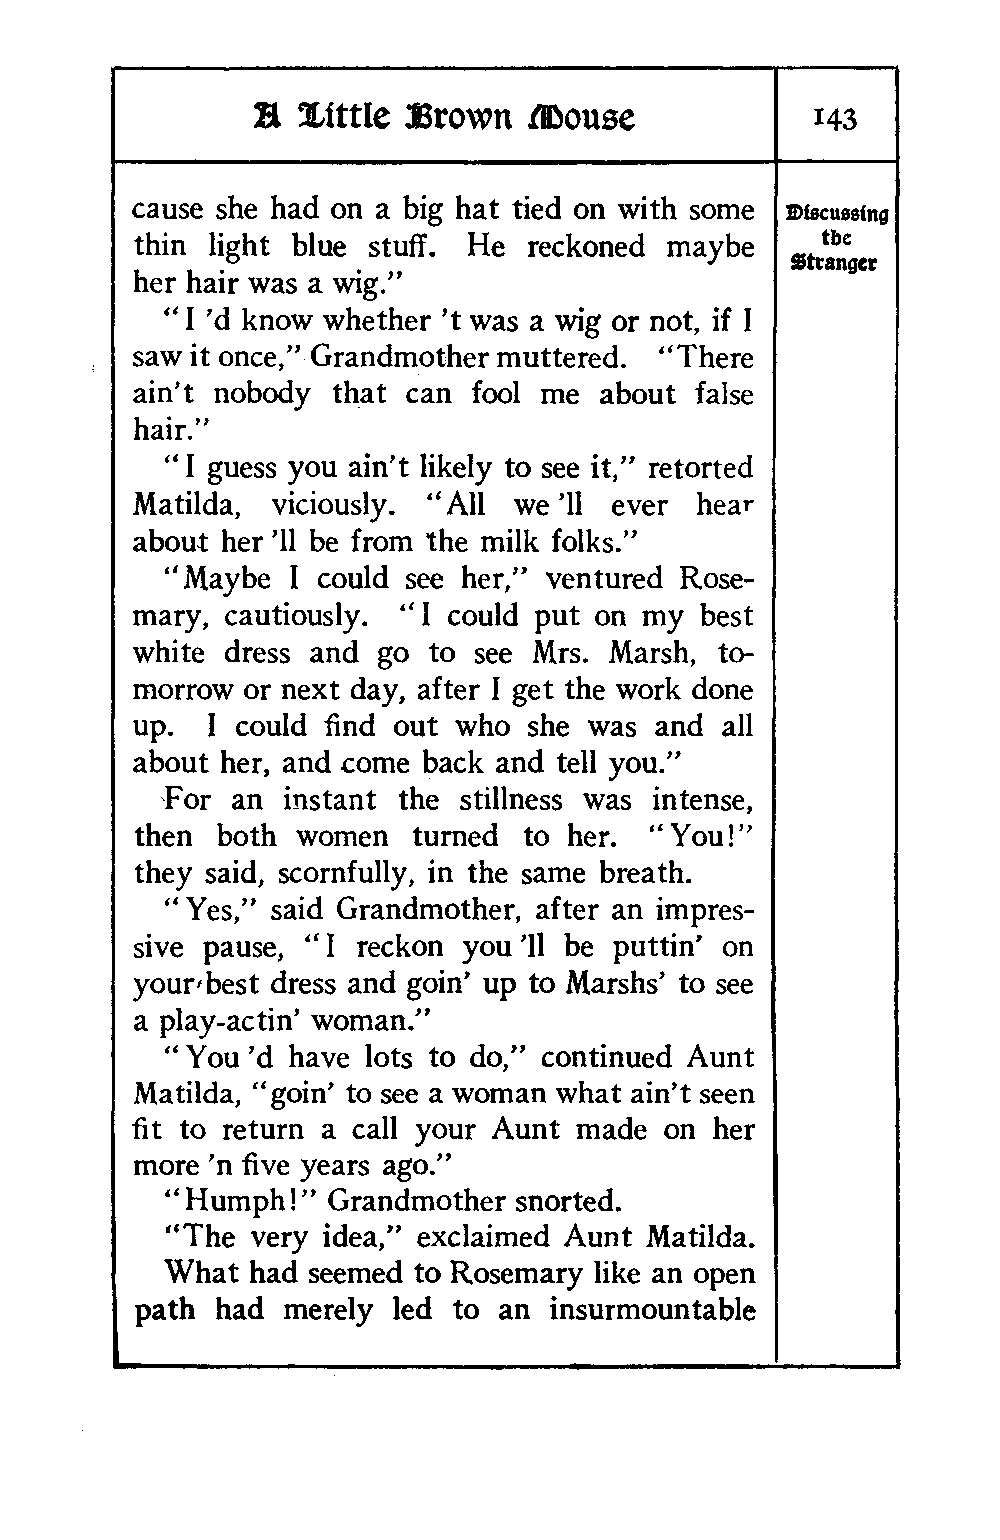 A Little Brown Mouse
143
Discussing
the
Stranger
cause she had on a big hat tied on with some
thin light blue stuff. He reckoned maybe
her hair was a wig.”
“I ’d know whether ’t was a wig or not, if I
saw it once,” Grandmother muttered. “There
ain’t nobody that can fool me about false
hair.”
“I guess you ain’t likely to see it,” retorted
Matilda, viciously. “All we ’ll ever hear
about her ’ll be from the milk folks.”
“Maybe I could see her,” ventured Rose-
mary, cautiously. “I could put on my best
white dress and go to see Mrs. Marsh, to-
morrow or next day, after I get the work done
up. I could find out who she was and all
about her, and come back and tell you.”
For an instant the stillness was intense,
then both women turned to her. “You!”
they said, scornfully, in the same breath.
“Yes,” said Grandmother, after an impres-
sive pause, “I reckon you ’ll be puttin’ on
your best dress and goin’ up to Marshs’ to see
a play-actin’ woman.”
“You ’d have lots to do,” continued Aunt
Matilda, “goin’ to see a woman what ain’t seen
fit to return a call your Aunt made on her
more ’n five years ago.”
“Humph!” Grandmother snorted.
“The very idea,” exclaimed Aunt Matilda.
What had seemed to Rosemary like an open
path had merely led to an insurmountable